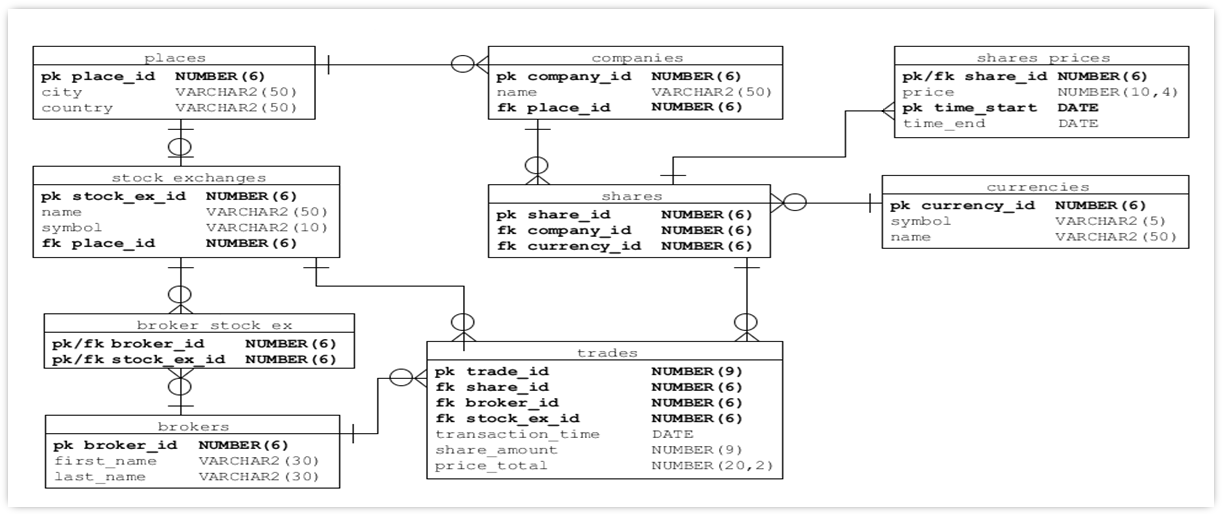 places
pk place_id NUMBER(6)
city VARCHAR2(50)
country VARCHAR2(50)
companies
pk company_id NUMBER(6)
name VARCHAR2(50)
fk place_id NUMBER(6)
shares prices
pk/fk share_id NUMBER(6)
price NUMBER(10,4)
pk time_start DATE
time_end DATE
stock exchanges
pk stock_ex_id NUMBER(6)
name VARCHAR2(50)
symbol VARCHAR2(10)
fk place_id NUMBER(6)
shares
pk share_id NUMBER(6)
fk company_id NUMBER(6)
fk currency_id NUMBER(6)
currencies
pk currency_id NUMBER(6)
symbol VARCHAR2(5)
name VARCHAR2(50)
broker stock ex
pk/fk broker_id NUMBER(6)
pk/fk stock_ex_id NUMBER(6)
trades
pk trade_id NUMBER(9)
fk share_id NUMBER(6)
fk broker_id NUMBER(6)
fk stock_ex_id NUMBER(6)
transaction_time DATE
share_amount NUMBER(9)
price_total NUMBER(20,2)
brokers
pk broker_id NUMBER(6)
first_name VARCHAR2(30)
last_name VARCHAR2(30)